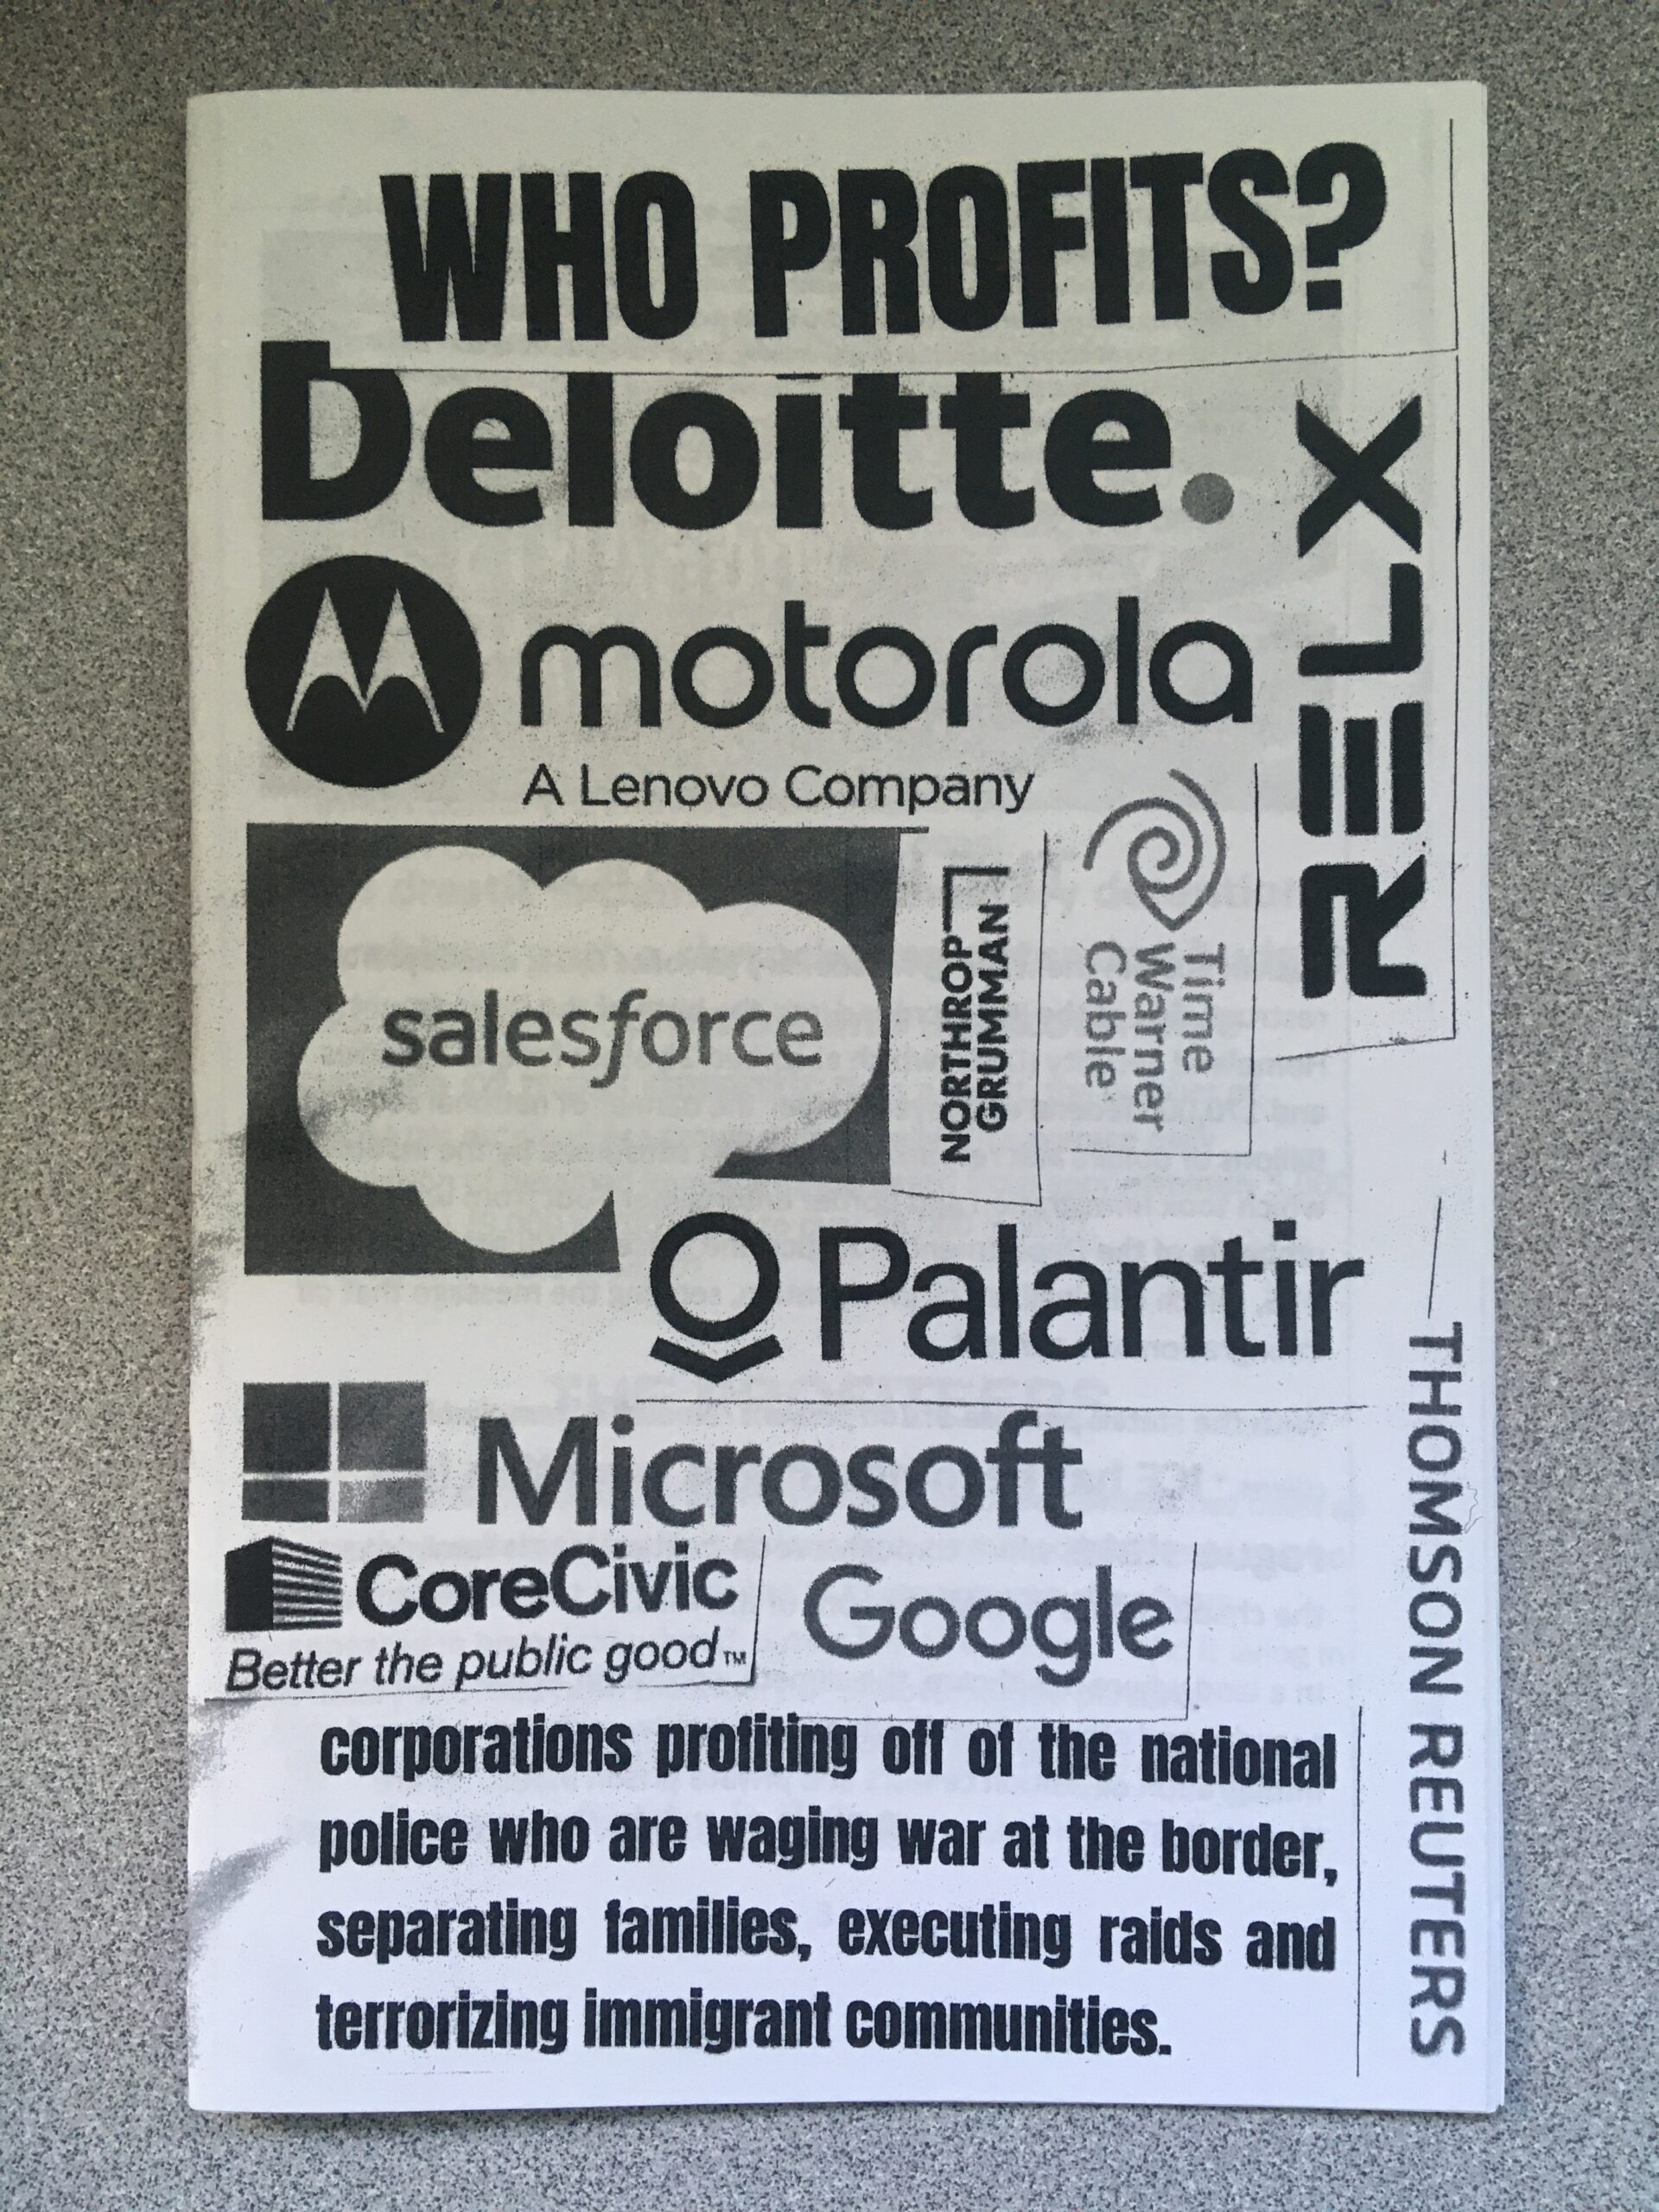 WHO PROFITS?
Deloitte.
RELX
motorola
A Lenovo Company
salesforce
NORTHROP
GRUMMAN
Time
Warner
Cable
Palantir
Microsoft
CoreCivic
Better the public good™
Google
THOMSON REUTERS
corporations profiting off of the national
police who are waging war at the border,
separating families, executing raids and
terrorizing immigrant communities.